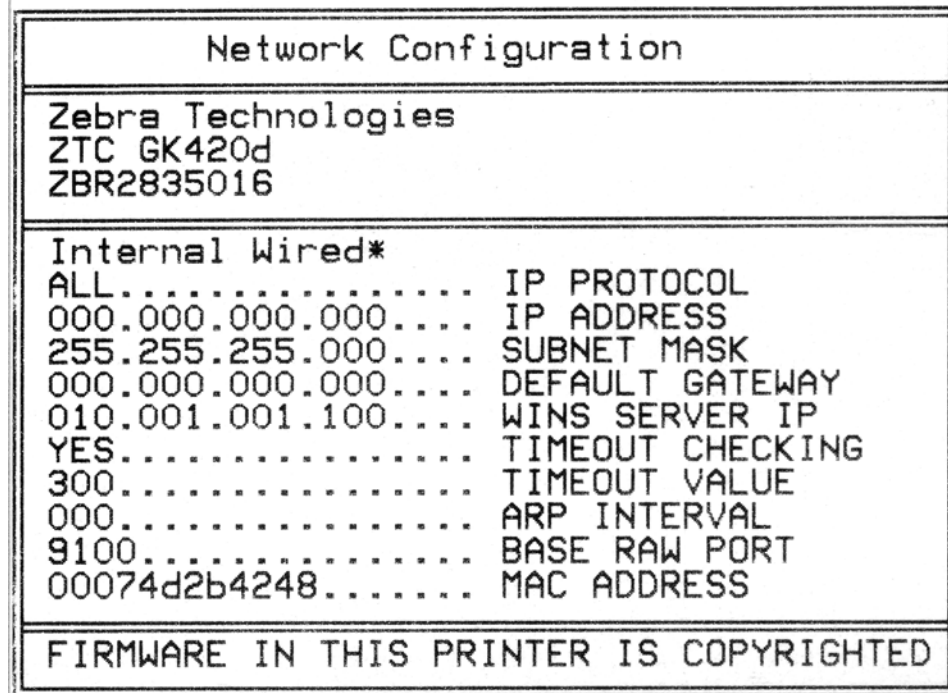 Network Configuration
Zebra Technologies
ZTC GK420d
ZBR2835016
Internal Wired*
ALL................ IP PROTOCOL
000.000.000.000.... IP ADDRESS
255.255.255.000.... SUBNET MASK
000.000.000.000.... DEFAULT GATEWAY
010.001.001.100.... WINS SERVER IP
YES................ TIMEOUT CHECKING
300................ TIMEOUT VALUE
000................ ARP INTERVAL
9100............... BASE RAW PORT
00074d2b4248....... MAC ADDRESS
FIRMWARE IN THIS PRINTER IS COPYRIGHTED